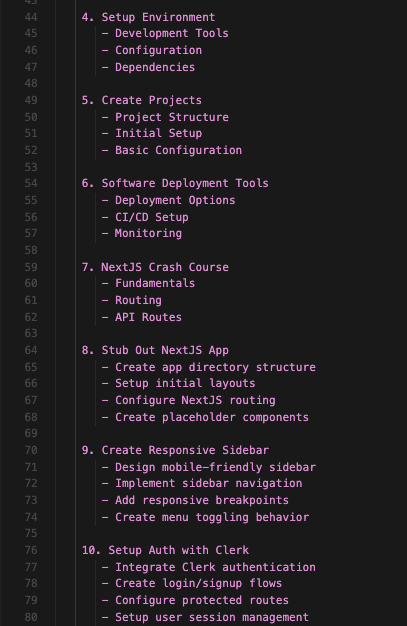 43
44 4. Setup Environment
45 – Development Tools
46 – Configuration
47 – Dependencies
48
49 5. Create Projects
50 – Project Structure
51 – Initial Setup
52 – Basic Configuration
53
54 6. Software Deployment Tools
55 – Deployment Options
56 – CI/CD Setup
57 – Monitoring
58
59 7. NextJS Crash Course
60 – Fundamentals
61 – Routing
62 – API Routes
63
64 8. Stub Out NextJS App
65 – Create app directory structure
66 – Setup initial layouts
67 – Configure NextJS routing
68 – Create placeholder components
69
70 9. Create Responsive Sidebar
71 – Design mobile-friendly sidebar
72 – Implement sidebar navigation
73 – Add responsive breakpoints
74 – Create menu toggling behavior
75
76 10. Setup Auth with Clerk
77 – Integrate Clerk authentication
78 – Create login/signup flows
79 – Configure protected routes
80 – Setup user session management